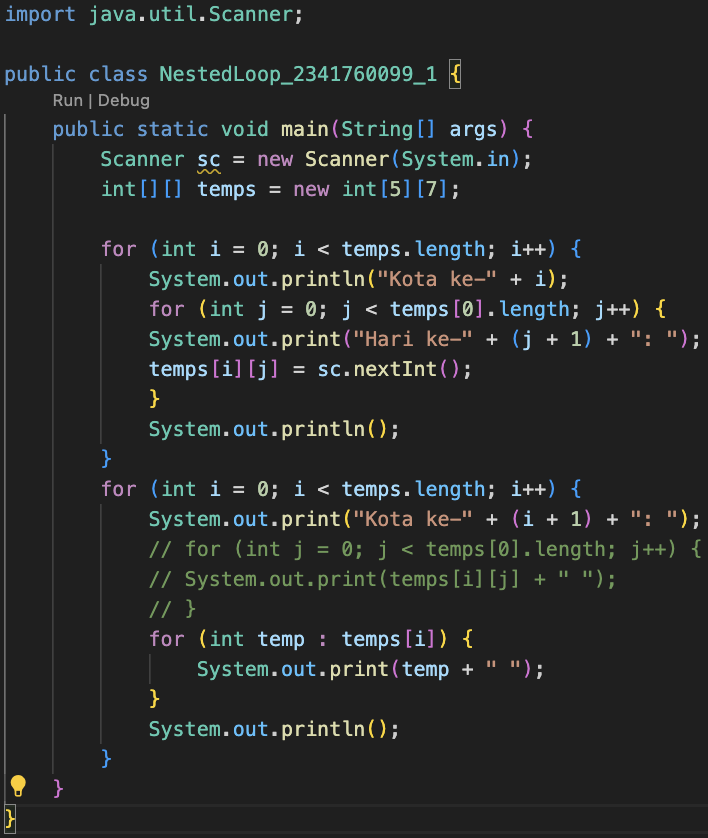 import java.util.Scanner;

public class NestedLoop_2341760099_1 {
    Run | Debug
    public static void main(String[] args) {
        Scanner sc = new Scanner(System.in);
        int[][] temps = new int[5][7];

        for (int i = 0; i < temps.length; i++) {
            System.out.println("Kota ke-" + i);
            for (int j = 0; j < temps[0].length; j++) {
            System.out.print("Hari ke-" + (j + 1) + ": ");
            temps[i][j] = sc.nextInt();
            }
            System.out.println();
        }
        for (int i = 0; i < temps.length; i++) {
            System.out.print("Kota ke-" + (i + 1) + ": ");
            // for (int j = 0; j < temps[0].length; j++) {
            // System.out.print(temps[i][j] + " ");
            // }
            for (int temp : temps[i]) {
                System.out.print(temp + " ");
            }
            System.out.println();
        }
    }
}